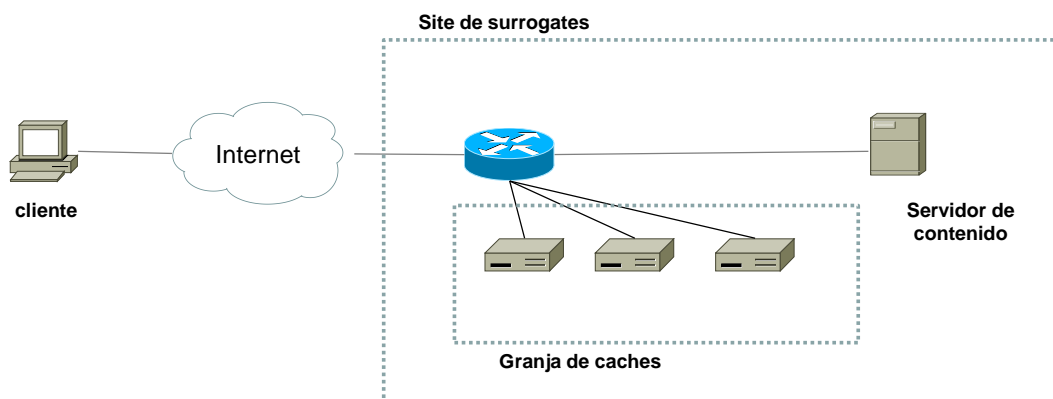 Site de surrogates
Internet
cliente
Servidor de
contenido
Granja de caches